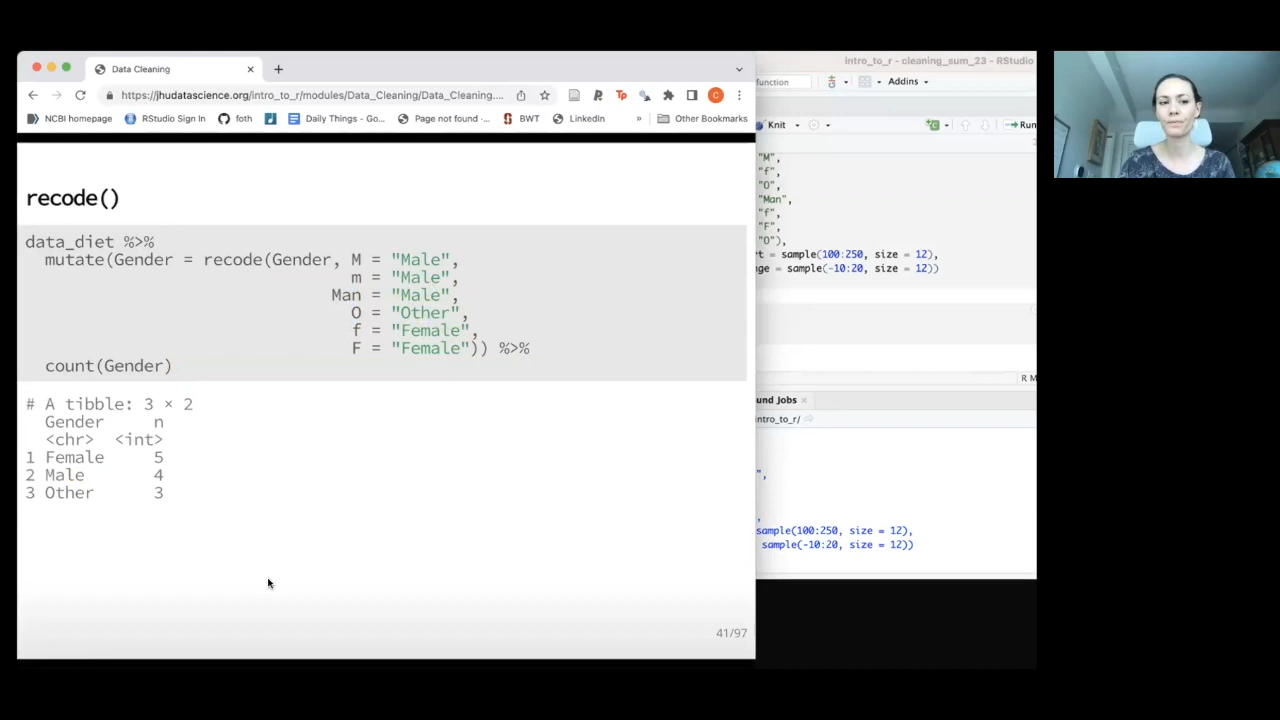 Data Cleaning
https://jhudatascience.org/intro_to_r/modules/Data_Cleaning/Data_Cleaning....
NCBI homepage RStudio Sign In foth Daily Things - Go... Page not found -... BWT LinkedIn » Other Bookmarks
recode()
data_diet %>%
mutate(Gender = recode(Gender, M = "Male",
m = "Male",
Man = "Male",
O = "Other",
f = "Female",
F = "Female")) %>%
count(Gender)
# A tibble: 3 × 2
Gender n
<chr> <int>
1 Female 5
2 Male 4
3 Other 3
41/97
intro_to_r - cleaning_sum_23 - RStudio
function Addins
Knit Run
"M",
"f",
"O",
"Man",
"f",
"F",
"O"),
rt = sample(100:250, size = 12),
nge = sample(-10:20, size = 12))
R M
und Jobs
intro_to_r/
",
,
sample(100:250, size = 12),
sample(-10:20, size = 12))